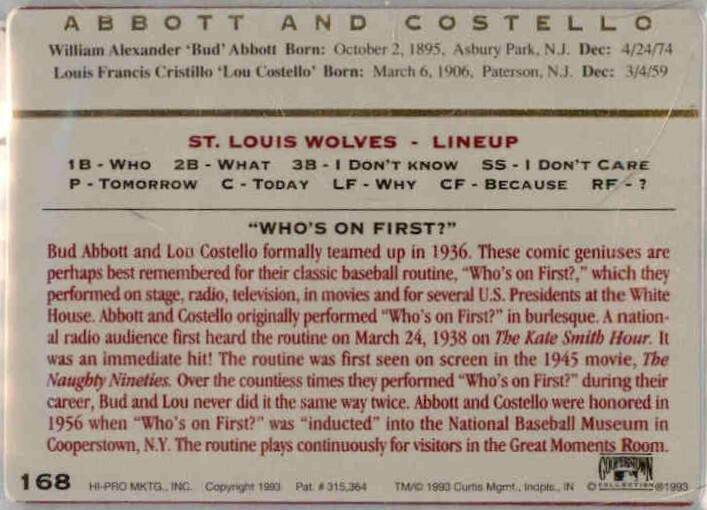 ABBOTT AND COSTELLO
William Alexander 'Bud' Abbott Born: October 2, 1895, Asbury Park, N.J. Dec: 4/24/74
Louis Francis Cristillo 'Lou Costello' Born: March 6, 1906, Paterson, N.J. Dec: 3/4/59
ST. LOUIS WOLVES - LINEUP
1B - WHO 2B - WHAT 3B - I DON'T KNOW SS - I DON'T CARE
P - TOMORROW C - TODAY LF - WHY CF - BECAUSE RF - ?
"WHO'S ON FIRST?"
Bud Abbott and Lou Costello formally teamed up in 1936. These comic geniuses are
perhaps best remembered for their classic baseball routine, "Who's on First?," which they
performed on stage, radio, television, in movies and for several U.S. Presidents at the White
House. Abbott and Costello originally performed "Who's on First?" in burlesque. A nation-
al radio audience first heard the routine on March 24, 1938 on The Kate Smith Hour. It
was an immediate hit! The routine was first seen on screen in the 1945 movie, The
Naughty Nineties. Over the countless times they performed "Who's on First?" during their
career, Bud and Lou never did it the same way twice. Abbott and Costello were honored in
1956 when "Who's on First?" was "inducted" into the National Baseball Museum in
Cooperstown, N.Y. The routine plays continuously for visitors in the Great Moments Room.
168 HI-PRO MKTG., INC. Copyright 1993 Pat. # 315,364 TM/© 1993 Curtis Mgmt., Indpls., IN © COOPERSTOWN COLLECTION ®1993